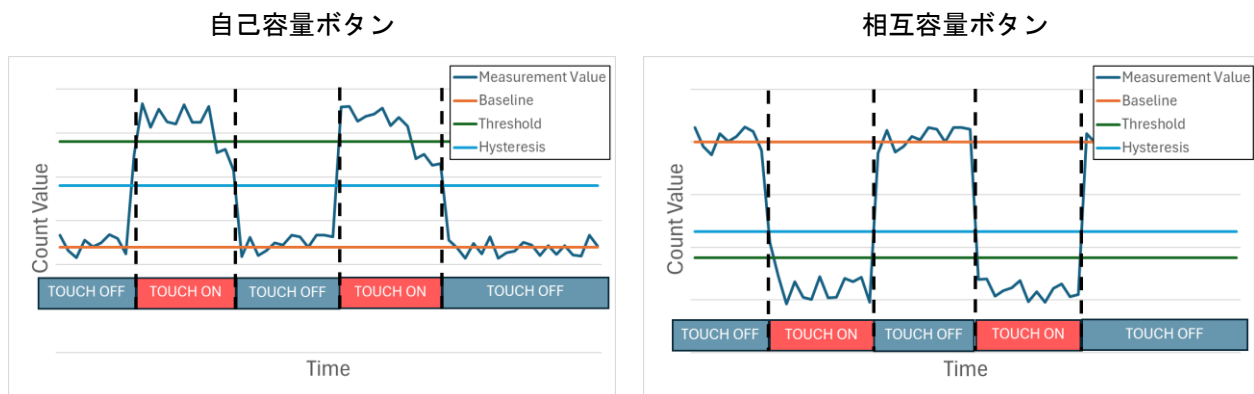 自己容量ボタン
Measurement Value
Baseline
Threshold
Hysteresis
Count Value
TOUCH OFF
TOUCH ON
TOUCH OFF
TOUCH ON
TOUCH OFF
Time
相互容量ボタン
Measurement Value
Baseline
Threshold
Hysteresis
Count Value
TOUCH OFF
TOUCH ON
TOUCH OFF
TOUCH ON
TOUCH OFF
Time